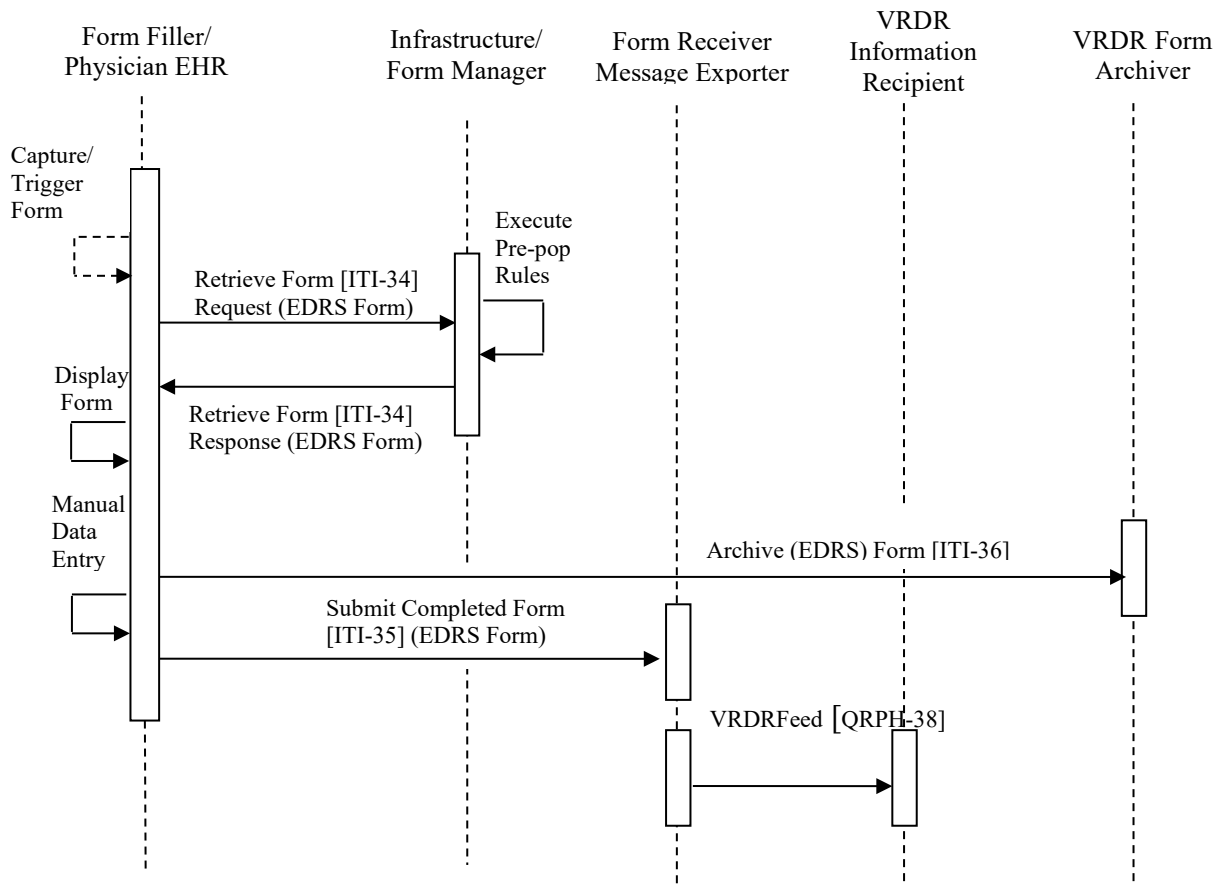 Form Filler/
Physician EHR
Infrastructure/
Form Manager
Form Receiver
Message Exporter
VRDR
Information
Recipient
VRDR Form
Archiver
Capture/
Trigger
Form
Execute
Pre-pop
Rules
Retrieve Form [ITI-34]
Request (EDRS Form)
Display
Form
Retrieve Form [ITI-34]
Response (EDRS Form)
Manual
Data
Entry
Archive (EDRS) Form [ITI-36]
Submit Completed Form
[ITI-35] (EDRS Form)
VRDRFeed [QRPH-38]